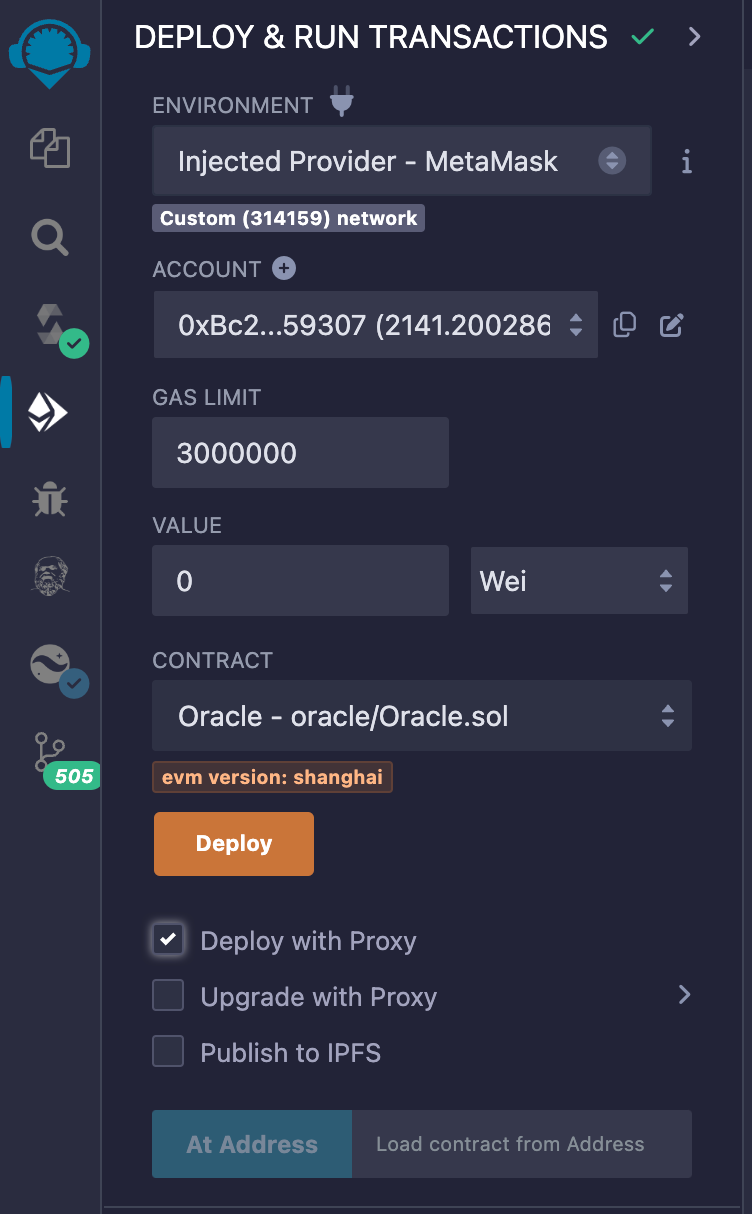 DEPLOY & RUN TRANSACTIONS
ENVIRONMENT
Injected Provider - MetaMask
Custom (314159) network
ACCOUNT
0xBc2...59307 (2141.200286
GAS LIMIT
3000000
VALUE
0
Wei
CONTRACT
Oracle - oracle/Oracle.sol
505
evm version: shanghai
Deploy
Deploy with Proxy
Upgrade with Proxy
Publish to IPFS
At Address
Load contract from Address